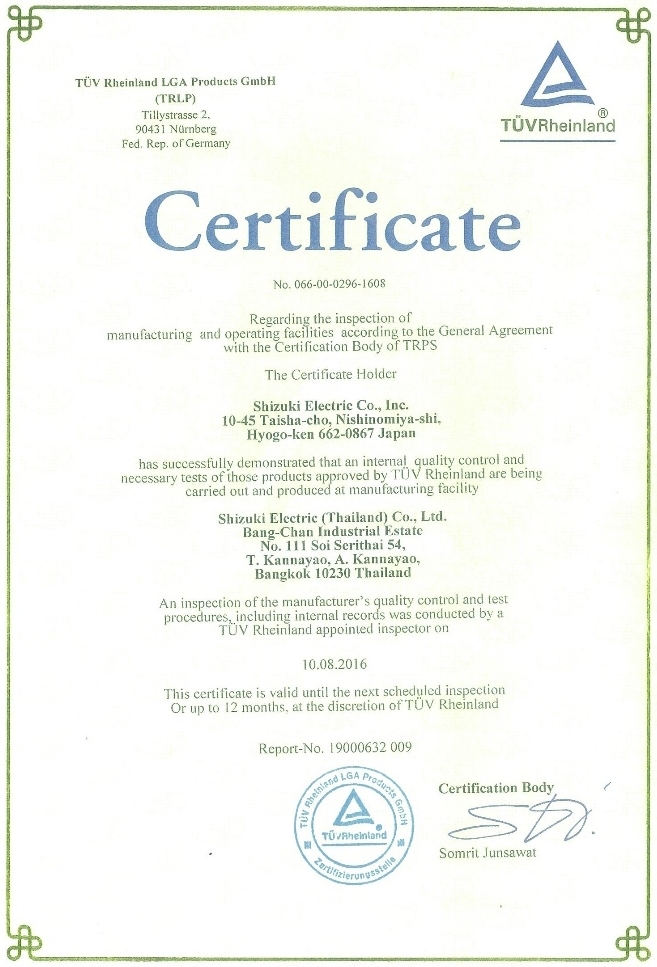 TÜV Rheinland LGA Products GmbH
(TRLP)
Tillystrasse 2,
90431 Nürnberg
Fed. Rep. of Germany
®
TÜVRheinland
Certificate
No. 066-00-0296-1608
Regarding the inspection of
manufacturing and operating facilities according to the General Agreement
with the Certification Body of TRPS
The Certificate Holder
Shizuki Electric Co., Inc.
10-45 Taisha-cho, Nishinomiya-shi,
Hyogo-ken 662-0867 Japan
has successfully demonstrated that an internal quality control and
necessary tests of those products approved by TÜV Rheinland are being
carried out and produced at manufacturing facility
Shizuki Electric (Thailand) Co., Ltd.
Bang-Chan Industrial Estate
No. 111 Soi Serithai 54,
T. Kannayao, A. Kannayao,
Bangkok 10230 Thailand
An inspection of the manufacturer's quality control and test
procedures, including internal records was conducted by a
TÜV Rheinland appointed inspector on
10.08.2016
This certificate is valid until the next scheduled inspection
Or up to 12 months, at the discretion of TÜV Rheinland
Report-No. 19000632 009
TÜV Rheinland LGA Products GmbH
TÜVRheinland
Zertifizierungsstelle
Certification Body
Somrit Junsawat